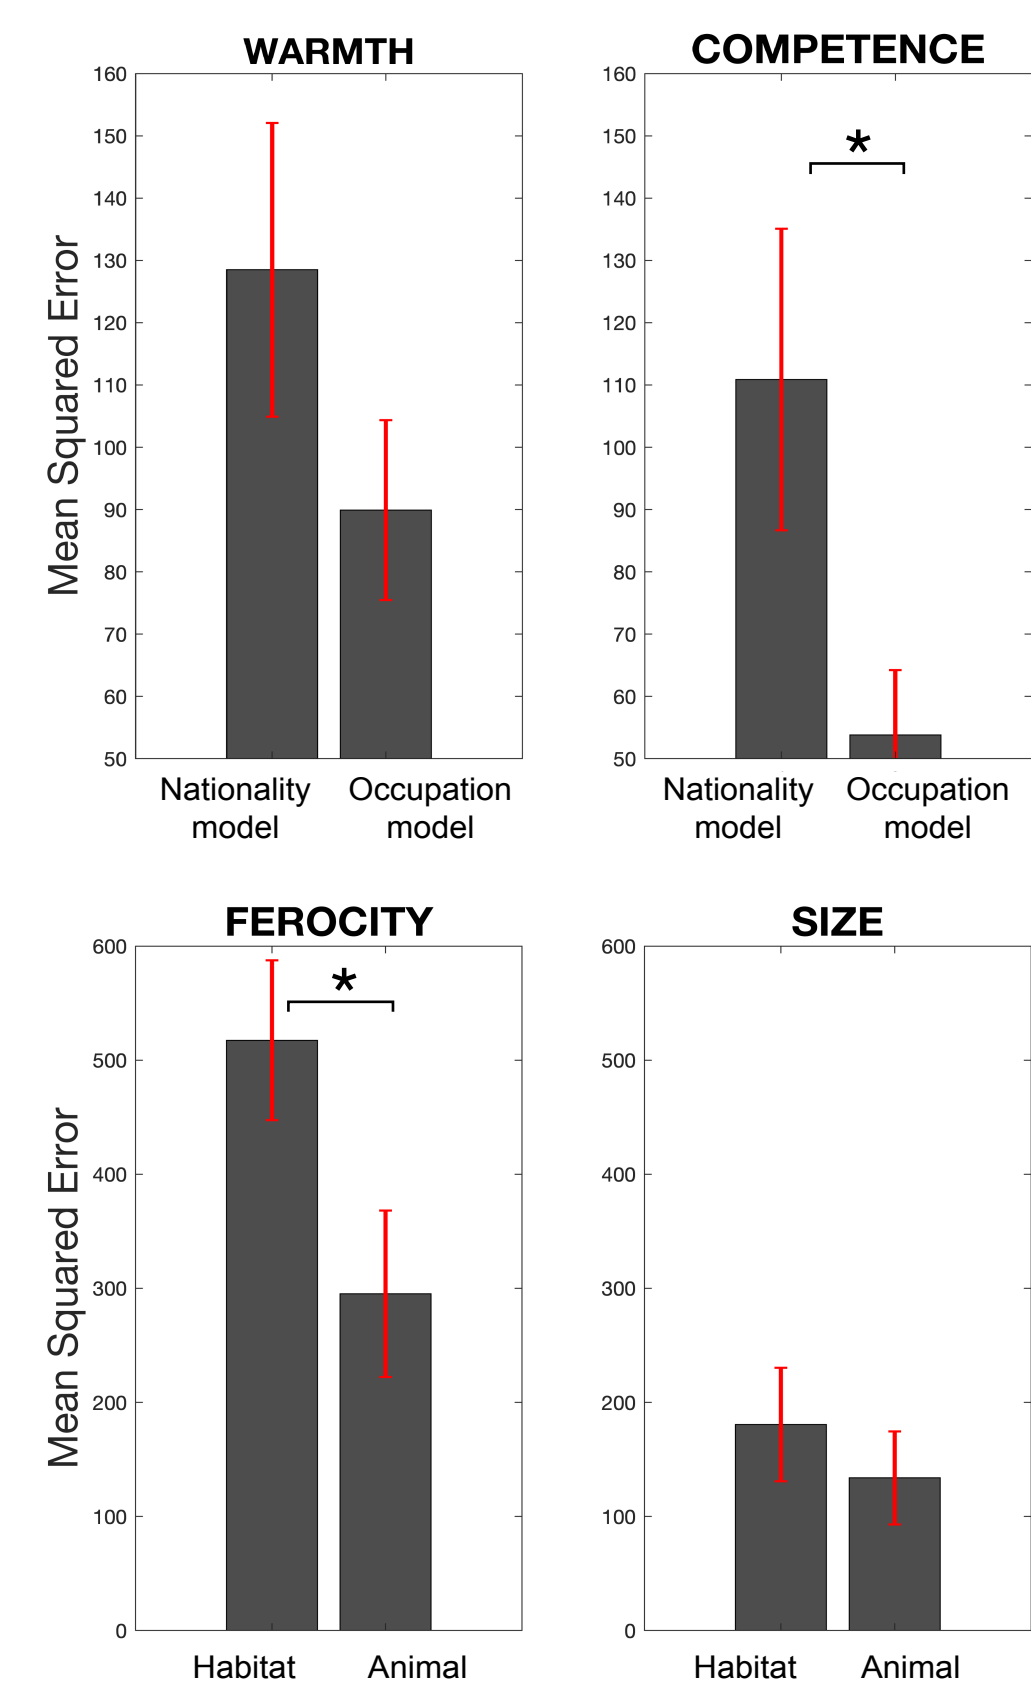 WARMTH
Mean Squared Error
160
150
140
130
120
110
100
90
80
70
60
50
Nationality model
Occupation model
COMPETENCE
*
160
150
140
130
120
110
100
90
80
70
60
50
Nationality model
Occupation model
FEROCITY
*
Mean Squared Error
600
500
400
300
200
100
0
Habitat
Animal
SIZE
600
500
400
300
200
100
0
Habitat
Animal